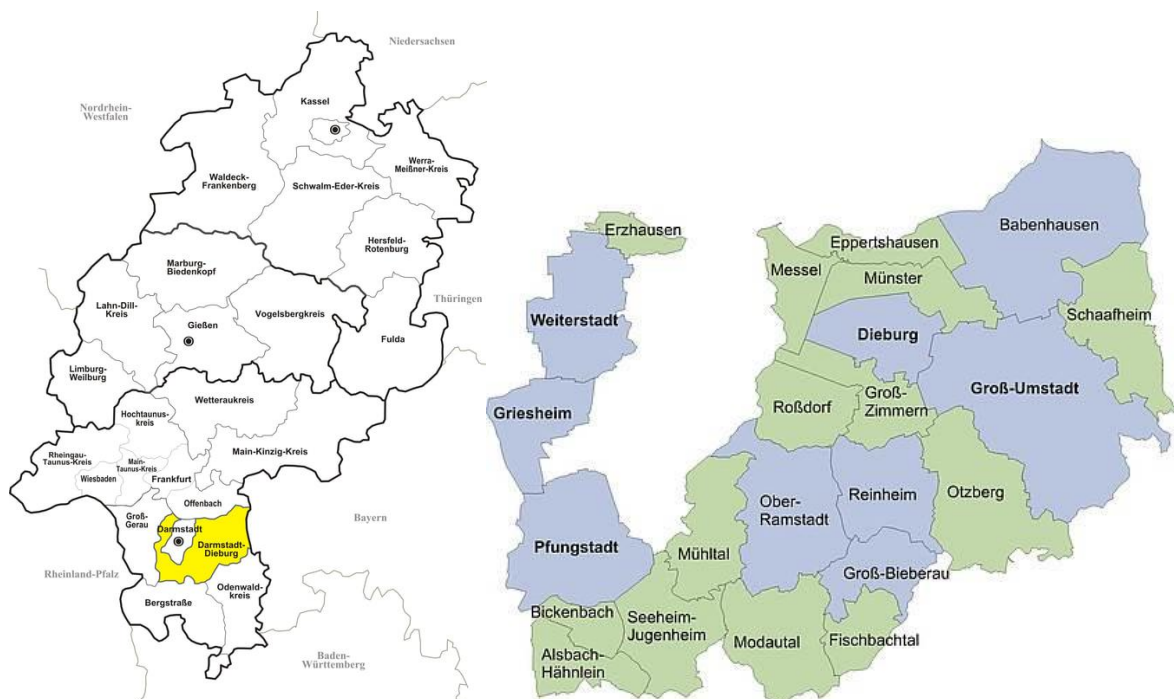 Niedersachsen
Nordrhein-
Westfalen
Kassel
Werra-
Meißner-Kreis
Waldeck-
Frankenberg
Schwalm-Eder-Kreis
Hersfeld-
Rotenburg
Marburg-
Biedenkopf
Lahn-Dill-
Kreis
Gießen
Vogelsbergkreis
Thüringen
Fulda
Limburg-
Weilburg
Wetteraukreis
Hochtaunus-
kreis
Rheingau-
Taunus-Kreis
Main-
Taunus-Kreis
Wiesbaden
Frankfurt
Main-Kinzig-Kreis
Offenbach
Groß-
Gerau
Darmstadt
Darmstadt-
Dieburg
Bayern
Rheinland-Pfalz
Bergstraße
Odenwald-
kreis
Baden-
Württemberg
Erzhausen
Weiterstadt
Griesheim
Pfungstadt
Bickenbach
Alsbach-
Hähnlein
Seeheim-
Jugenheim
Mühltal
Messel
Eppertshausen
Münster
Babenhausen
Schaafheim
Dieburg
Groß-Umstadt
Roßdorf
Groß-
Zimmern
Ober-
Ramstadt
Reinheim
Otzberg
Groß-Bieberau
Modautal
Fischbachtal